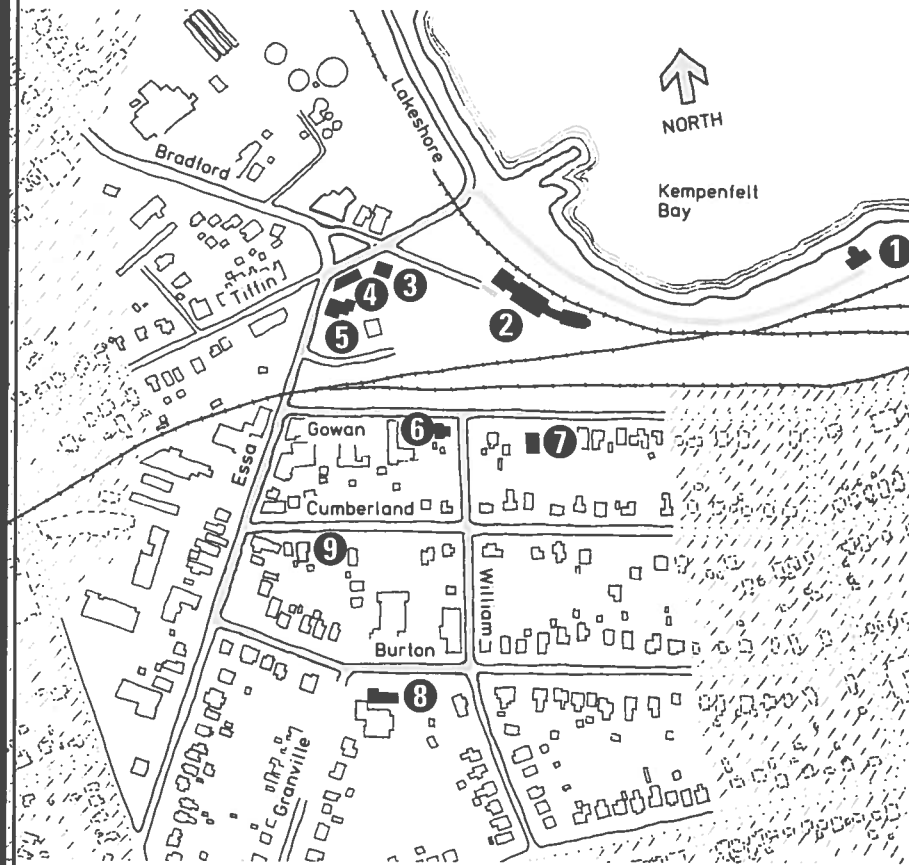 Lakeshore
NORTH
Bradford
Kempenfelt
Bay
1
Tiffin
3
4
2
5
Gowan
6
7
Essa
Cumberland
9
William
Burton
8
Granville